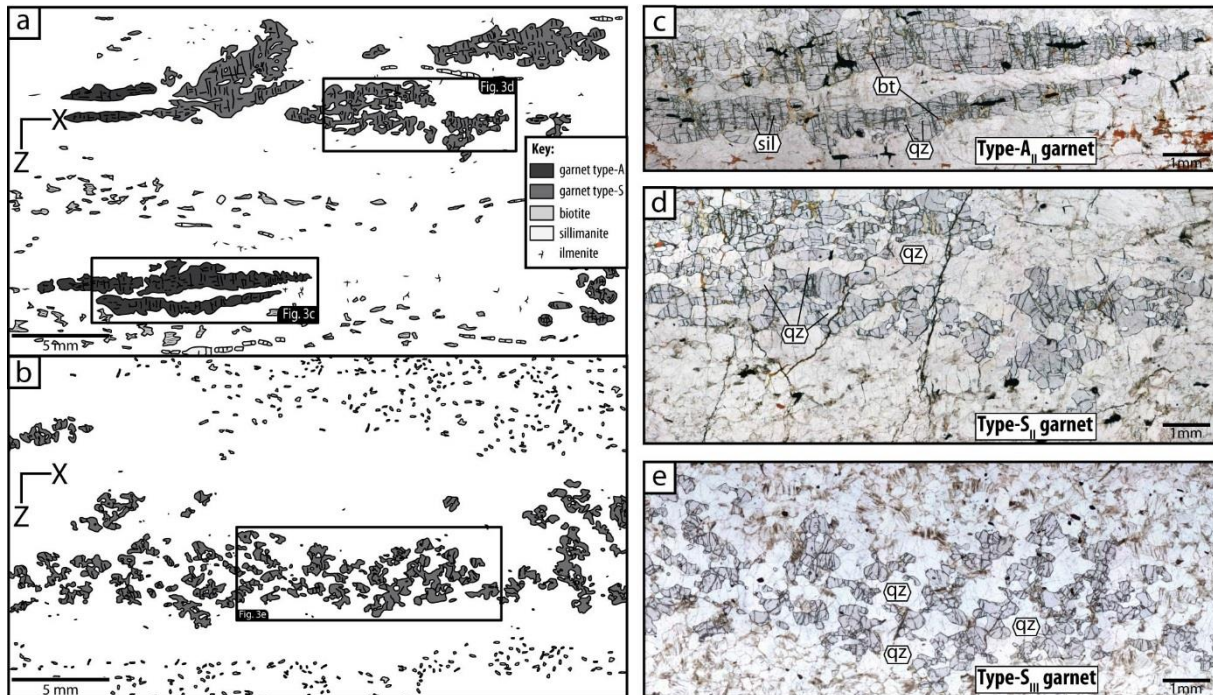 a
Fig. 3d
X
Z
Key:
garnet type-A
garnet type-S
biotite
sillimanite
ilmenite
Fig. 3c
5 mm
b
X
Z
Fig. 3e
5 mm
c
bt
sil
qz
Type-AII garnet
1mm
d
qz
qz
Type-SII garnet
1mm
e
qz
qz
qz
Type-SIII garnet
1mm